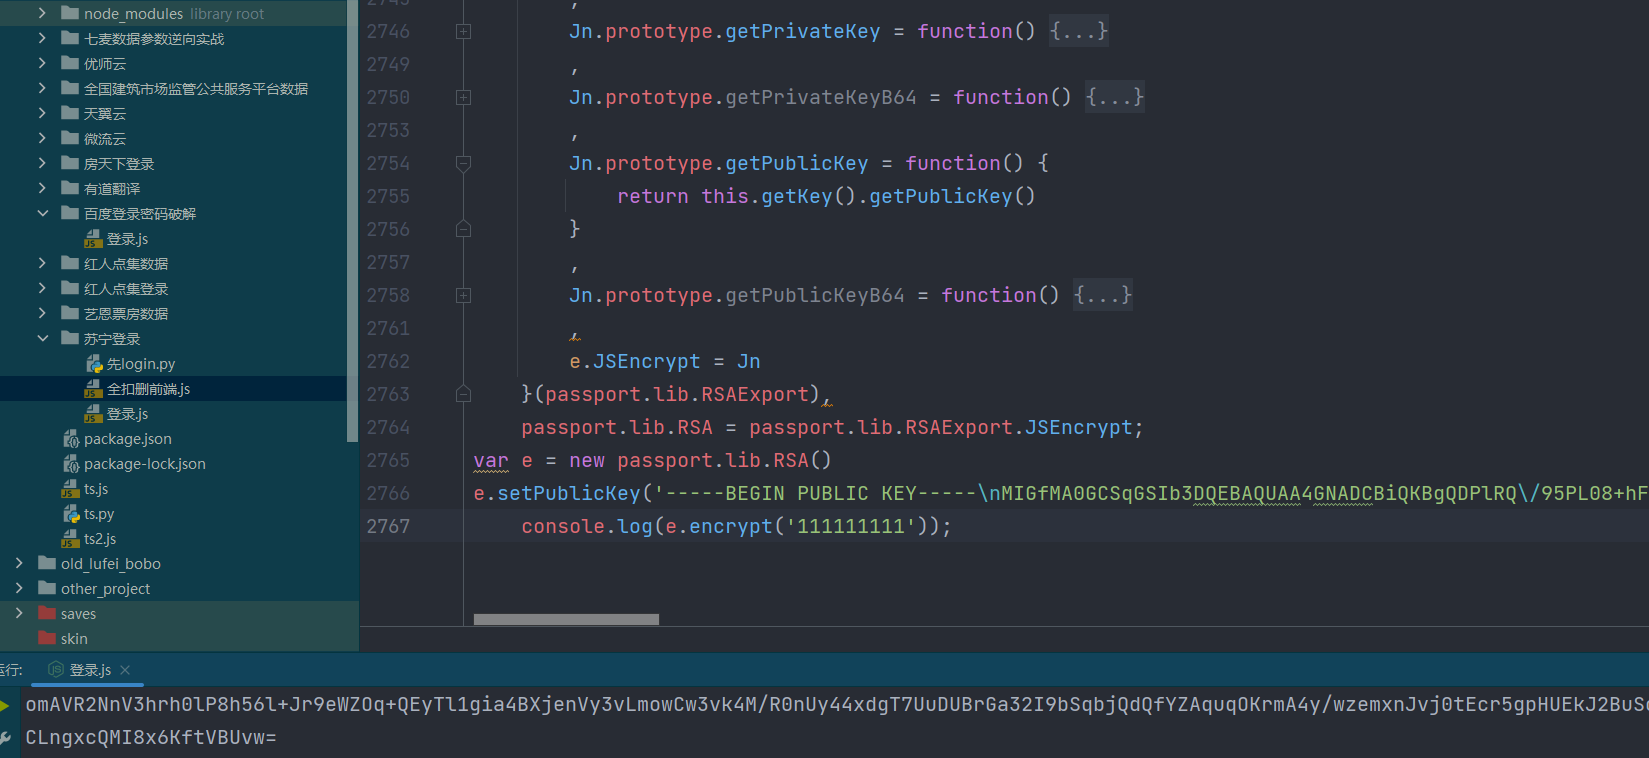 node_modules library root
七麦数据参数逆向实战
优师云
全国建筑市场监管公共服务平台数据
天翼云
微流云
房天下登录
有道翻译
百度登录密码破解
登录.js
红人点集数据
红人点集登录
艺恩票房数据
苏宁登录
先login.py
全扣删前端.js
登录.js
package.json
package-lock.json
ts.js
ts.py
ts2.js
old_lufei_bobo
other_project
saves
skin
2745 ,
2746 Jn.prototype.getPrivateKey = function() {...}
2749 ,
2750 Jn.prototype.getPrivateKeyB64 = function() {...}
2753 ,
2754 Jn.prototype.getPublicKey = function() {
2755 return this.getKey().getPublicKey()
2756 }
2757 ,
2758 Jn.prototype.getPublicKeyB64 = function() {...}
2761 ,
2762 e.JSEncrypt = Jn
2763 }(passport.lib.RSAExport),
2764 passport.lib.RSA = passport.lib.RSAExport.JSEncrypt;
2765 var e = new passport.lib.RSA()
2766 e.setPublicKey('-----BEGIN PUBLIC KEY-----\nMIGfMA0GCSqGSIb3DQEBAQUAA4GNADCBiQKBgQDPlRQ\/95PL08+hF
2767 console.log(e.encrypt('111111111'));
运行: 登录.js
omAVR2NnV3hrh0lP8h56l+Jr9eWZOq+QEyTl1gia4BXjenVy3vLmowCw3vk4M/R0nUy44xdgT7UuDUBrGa32I9bSqbjQdQfYZAquqOKrmA4y/wzemxnJvj0tEcr5gpHUEkJ2BuS
CLngxcQMI8x6KftVBUvw=